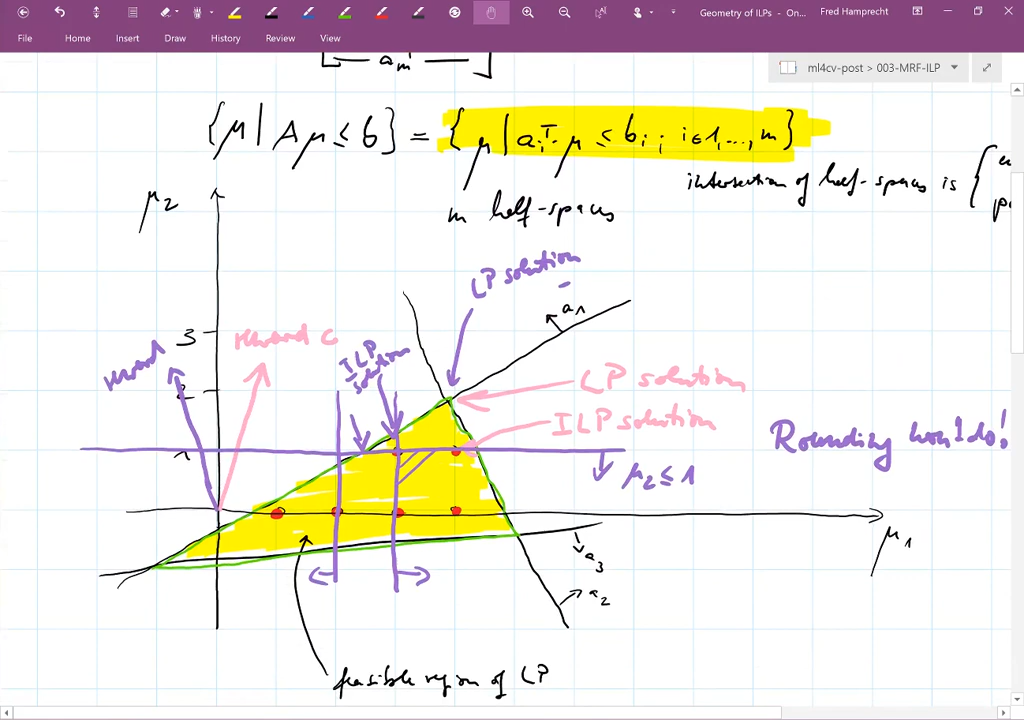 Geometry of ILPs - On...
Fred Hamprecht
File Home Insert Draw History Review View
ml4cv-post > 003-MRF-ILP
{μ | Aμ ≤ b} = {μ | aᵢᵀ·μ ≤ bᵢ ; i∈1,...,m}
intersection of half-spaces is {
m half-spaces
μ₂
LP solution
a₁
3
reward c
reward
ILP solution
2
LP solution
ILP solution
1
Rounding won't do!
μ₂ ≤ 1
μ₁
a₃
a₂
feasible region of LP